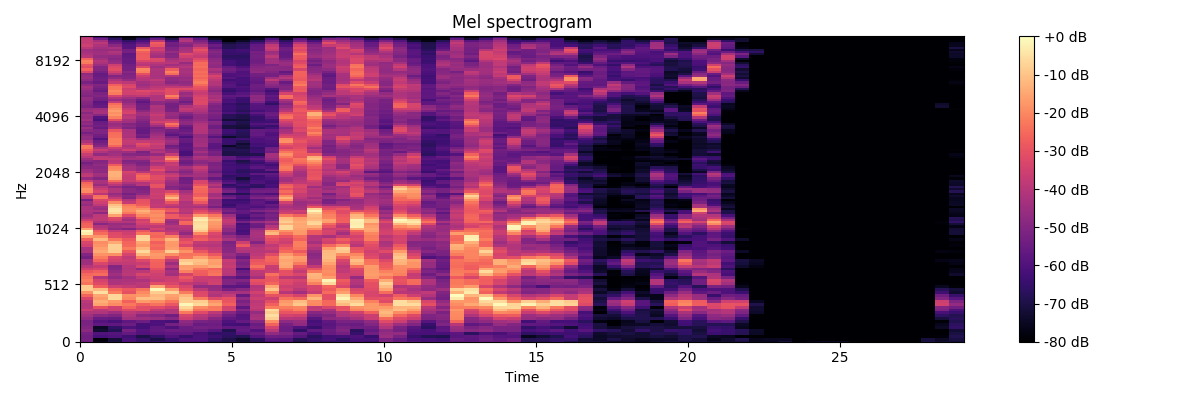 Mel spectrogram
+0 dB
8192
-10 dB
4096
-20 dB
-30 dB
2048
-40 dB
Hz
1024
-50 dB
512
-60 dB
-70 dB
0
-80 dB
0 5 10 15 20 25
Time